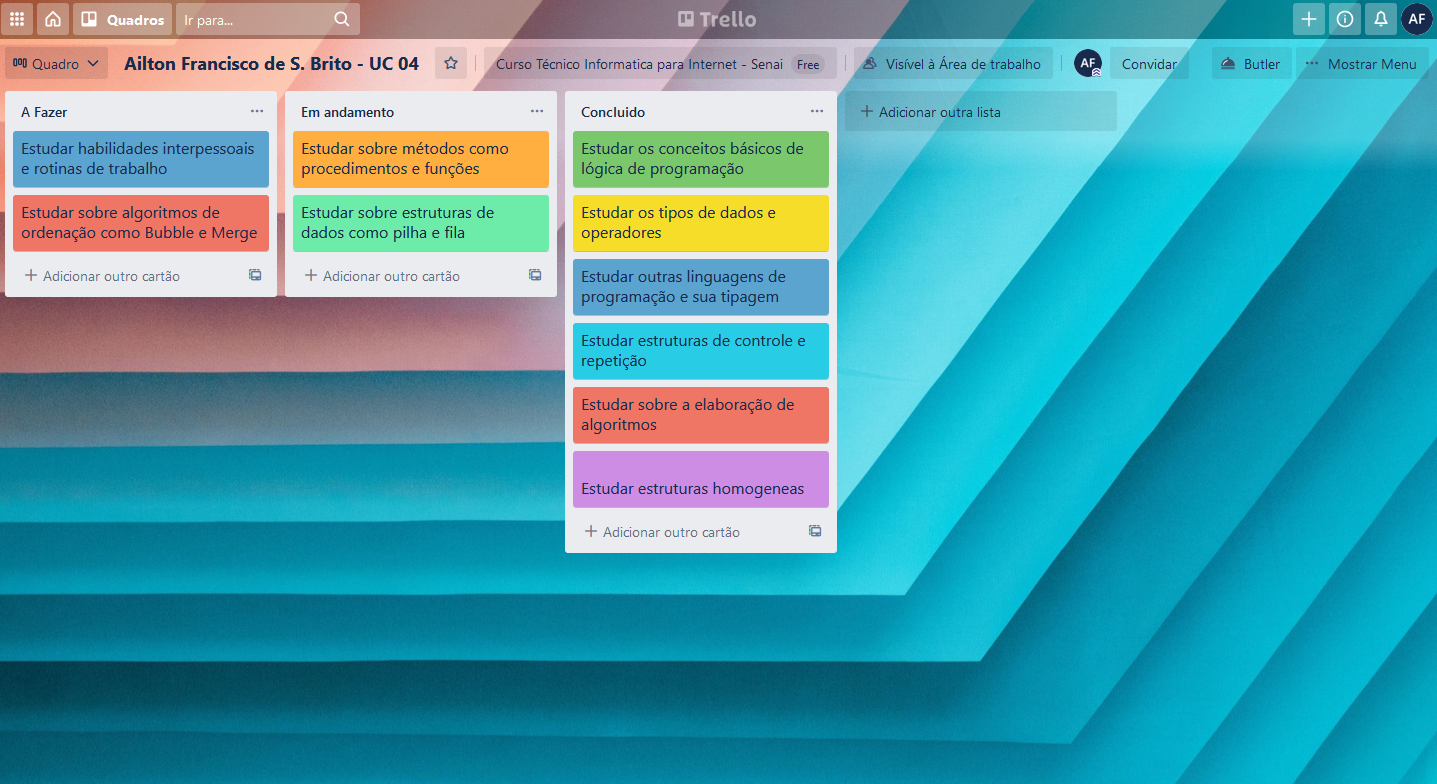 Quadros
Ir para...
Trello
AF
Quadro
Ailton Francisco de S. Brito - UC 04
Curso Técnico Informatica para Internet - Senai
Free
Visível à Área de trabalho
AF
Convidar
Butler
Mostrar Menu
A Fazer
Estudar habilidades interpessoais
e rotinas de trabalho
Estudar sobre algoritmos de
ordenação como Bubble e Merge
Adicionar outro cartão
Em andamento
Estudar sobre métodos como
procedimentos e funções
Estudar sobre estruturas de
dados como pilha e fila
Adicionar outro cartão
Concluido
Estudar os conceitos básicos de
lógica de programação
Estudar os tipos de dados e
operadores
Estudar outras linguagens de
programação e sua tipagem
Estudar estruturas de controle e
repetição
Estudar sobre a elaboração de
algoritmos
Estudar estruturas homogeneas
Adicionar outro cartão
Adicionar outra lista